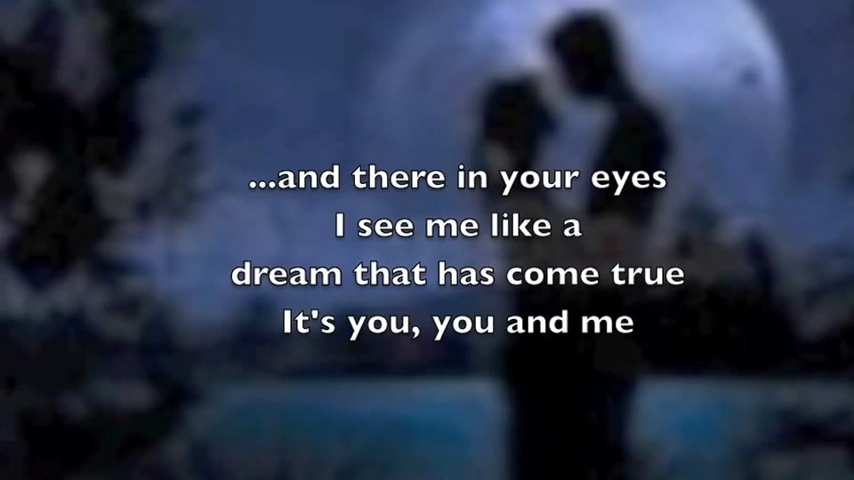 ...and there in your eyes
I see me like a
dream that has come true
It's you, you and me